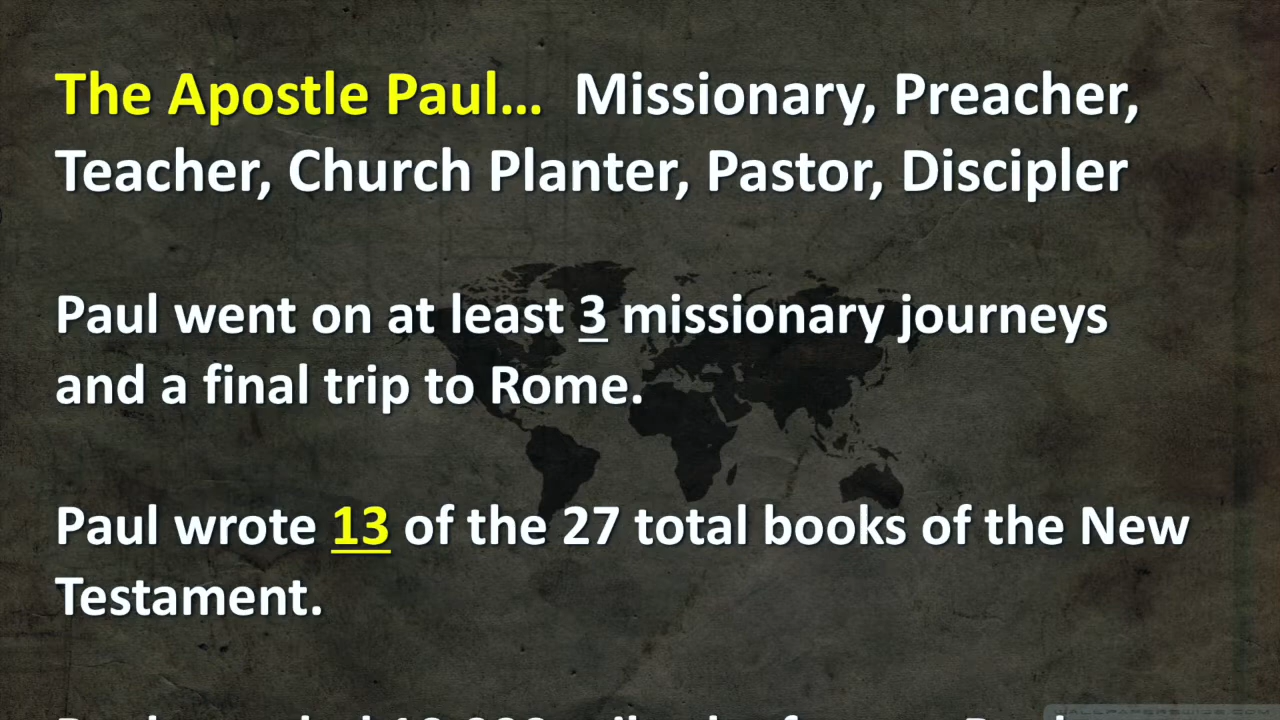 The Apostle Paul... Missionary, Preacher,
Teacher, Church Planter, Pastor, Discipler
Paul went on at least 3 missionary journeys
and a final trip to Rome.
Paul wrote 13 of the 27 total books of the New
Testament.